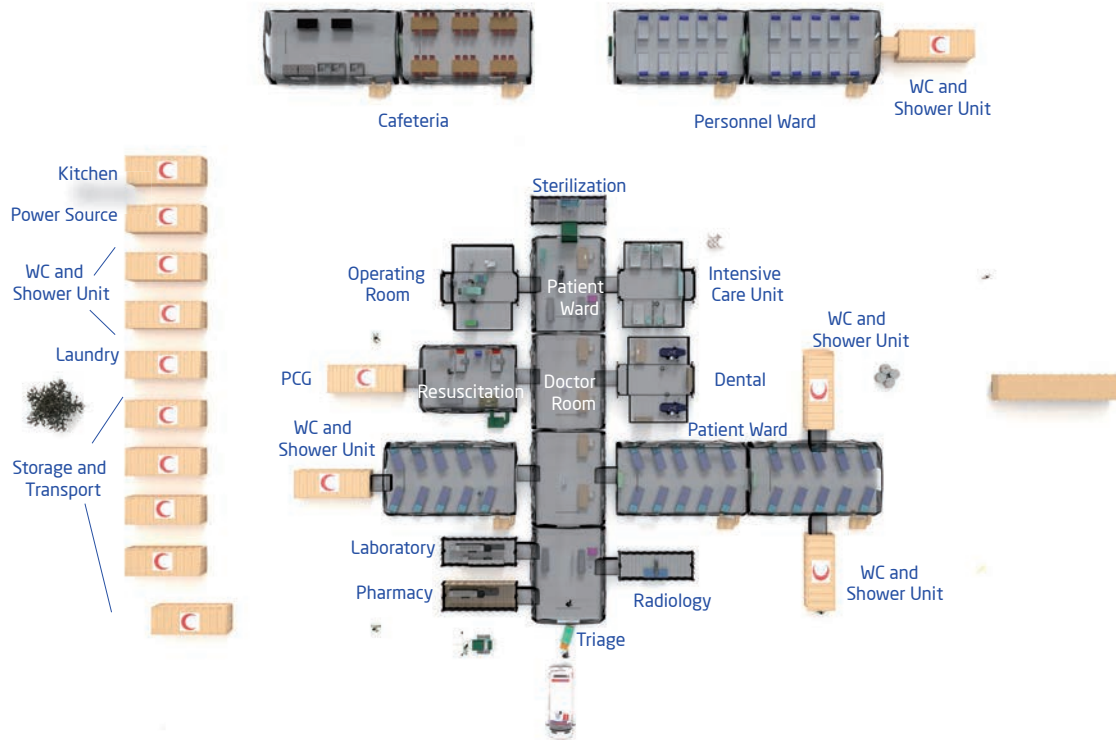 Cafeteria
Personnel Ward
WC and
Shower Unit
Kitchen
Power Source
WC and
Shower Unit
Laundry
Storage and
Transport
Sterilization
Operating
Room
Patient
Ward
Intensive
Care Unit
PCG
Resuscitation
Doctor
Room
Dental
WC and
Shower Unit
WC and
Shower Unit
Patient Ward
Laboratory
Pharmacy
Radiology
WC and
Shower Unit
Triage